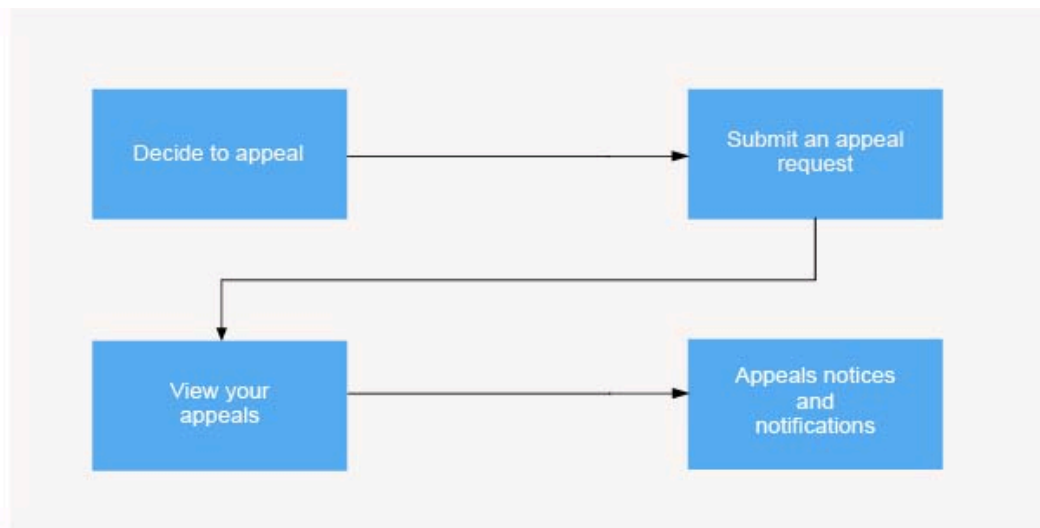 Decide to appeal
Submit an appeal
request
View your
appeals
Appeals notices
and
notifications